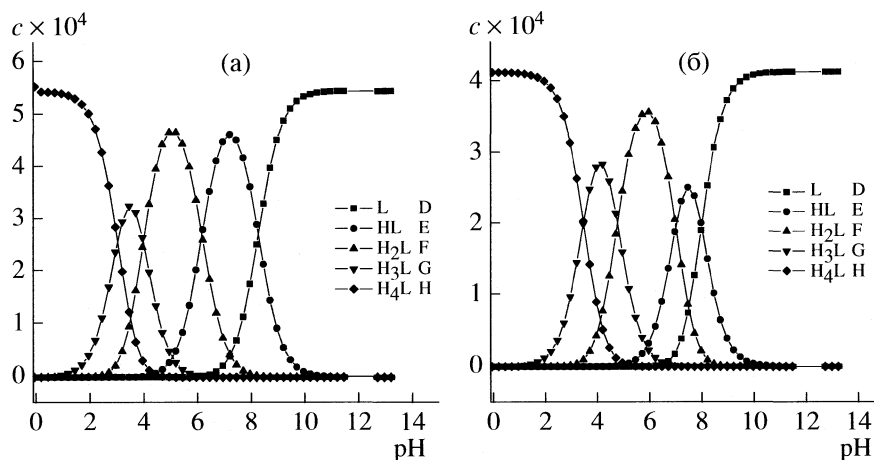 c × 10⁴
(а)
6
5
4
3
2
1
0
0 2 4 6 8 10 12 14
pH
L D
HL E
H₂L F
H₃L G
H₄L H
c × 10⁴
(б)
4
3
2
1
0
0 2 4 6 8 10 12 14
pH
L D
HL E
H₂L F
H₃L G
H₄L H